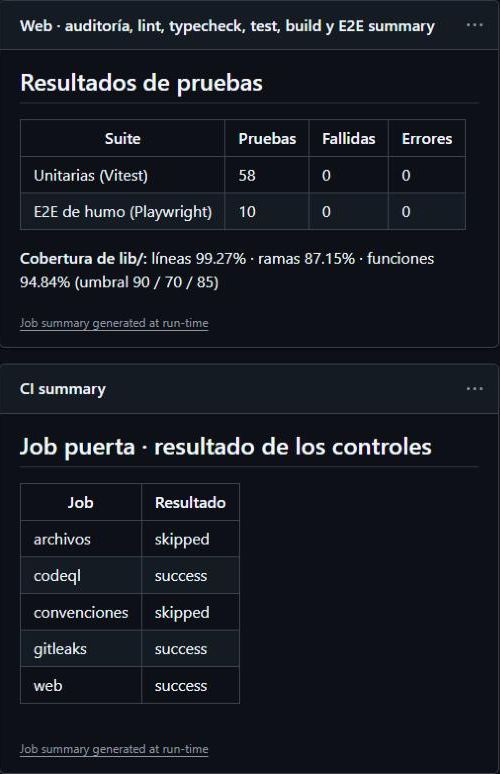 Web · auditoría, lint, typecheck, test, build y E2E summary
Resultados de pruebas
Suite Pruebas Fallidas Errores
Unitarias (Vitest) 58 0 0
E2E de humo (Playwright) 10 0 0
Cobertura de lib/: líneas 99.27% · ramas 87.15% · funciones
94.84% (umbral 90 / 70 / 85)
Job summary generated at run-time
CI summary
Job puerta · resultado de los controles
Job Resultado
archivos skipped
codeql success
convenciones skipped
gitleaks success
web success
Job summary generated at run-time